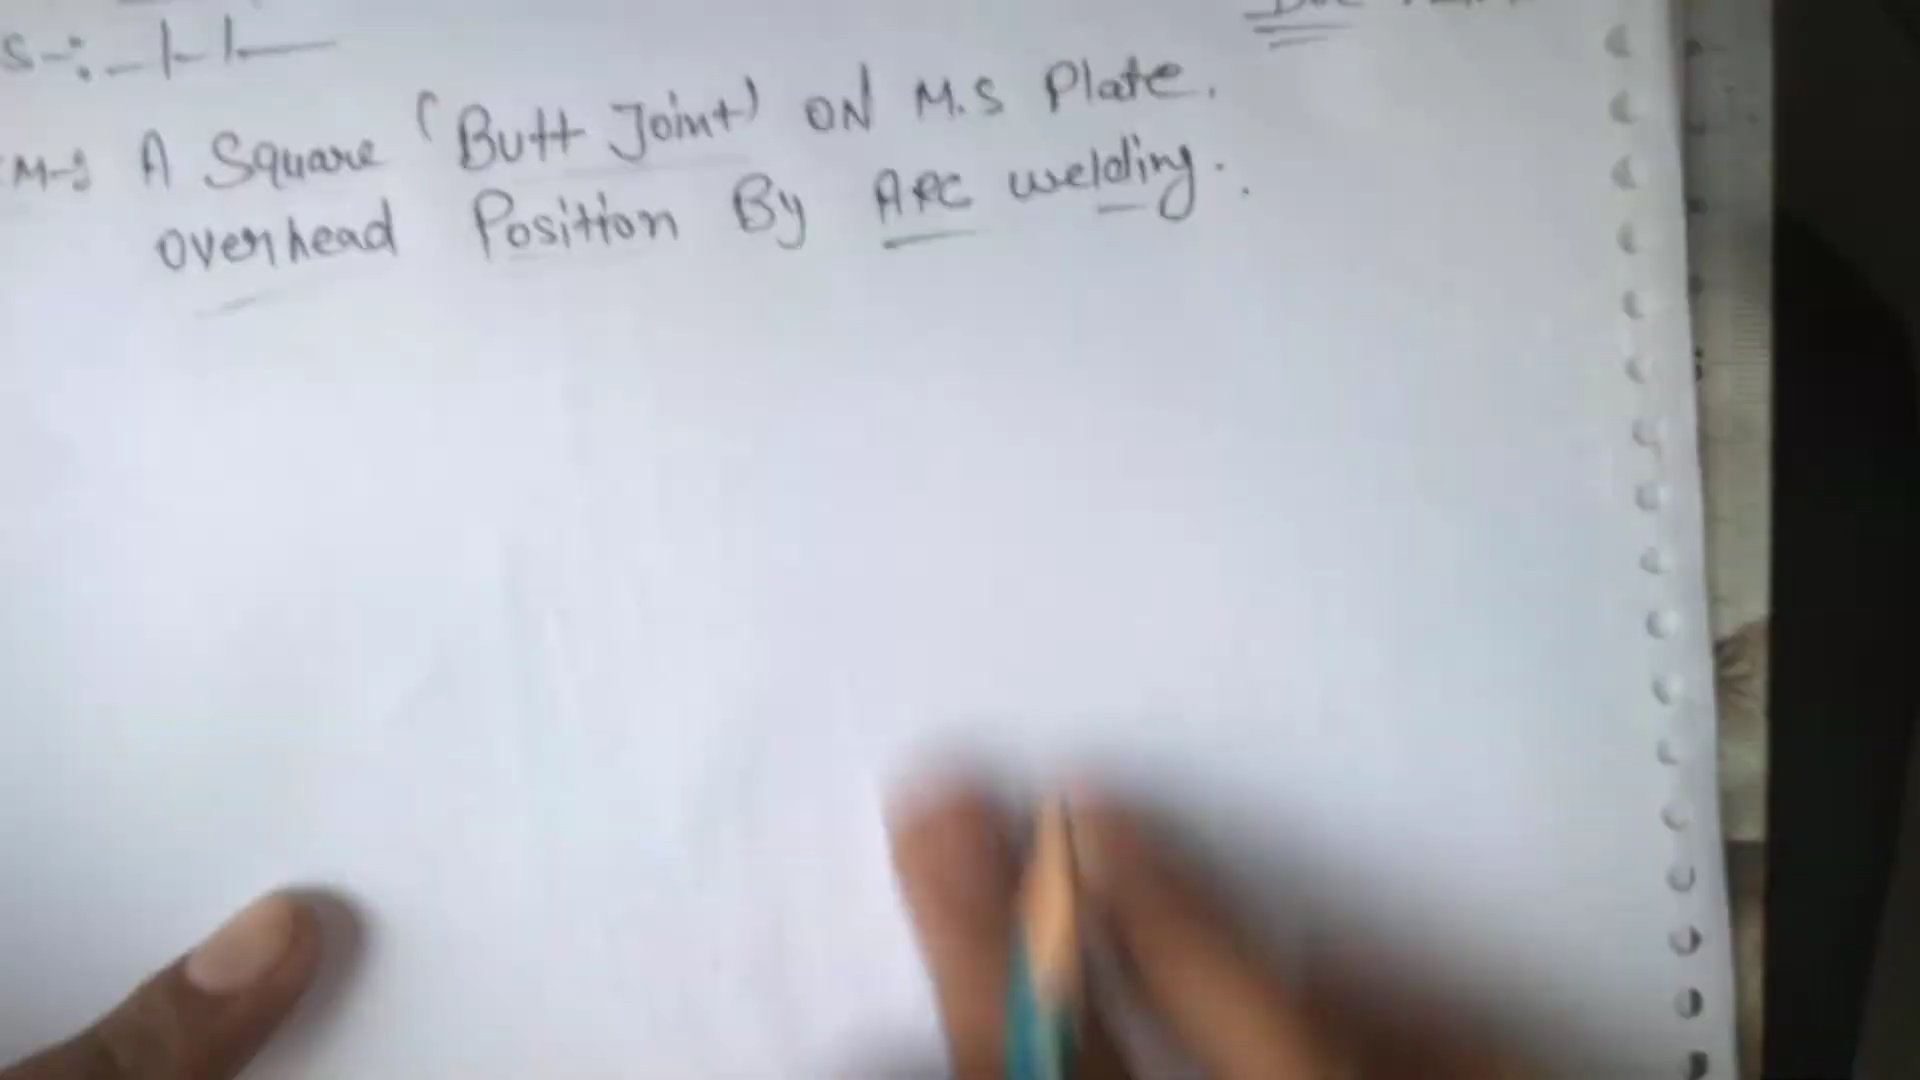 A Square (Butt Joint) ON M.S Plate.
overhead Position By ARC welding.